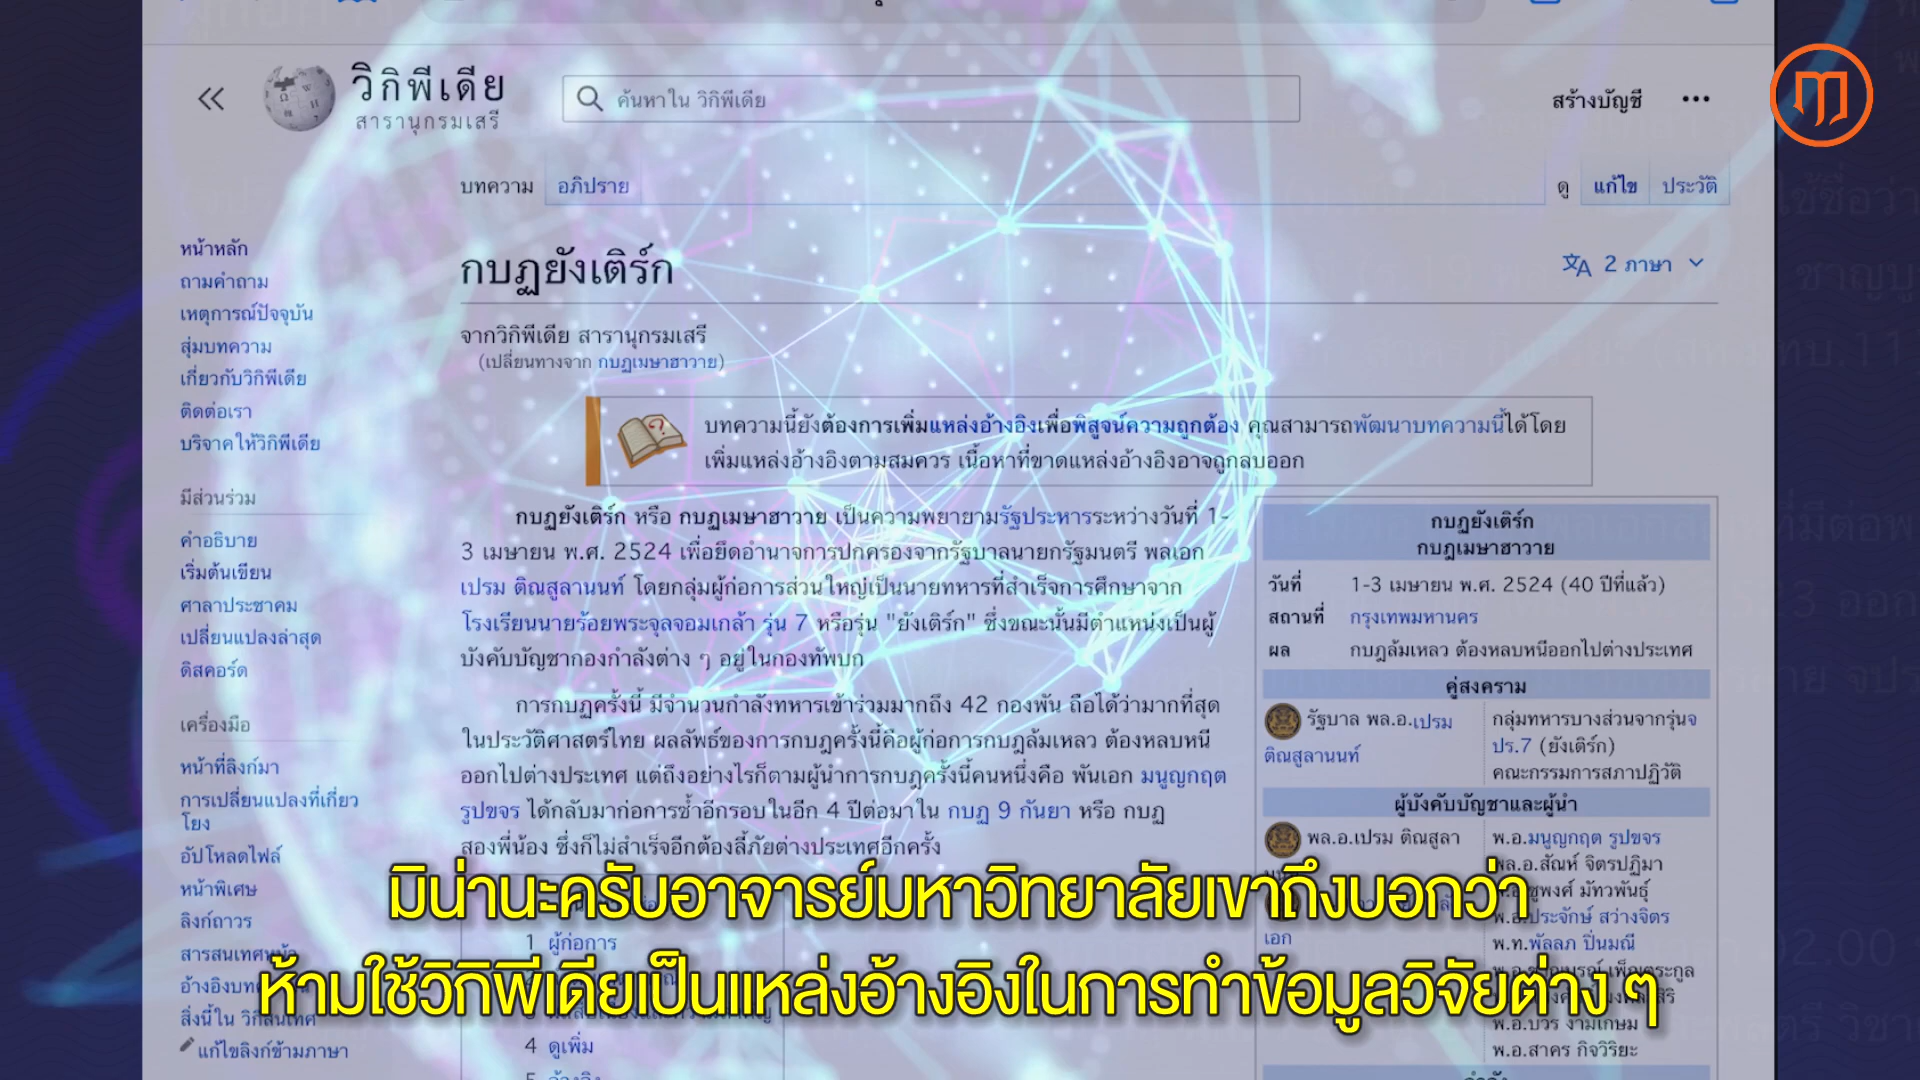 วิกิพีเดีย
สารานุกรมเสรี
ค้นหาใน วิกิพีเดีย
สร้างบัญชี
บทความ อภิปราย
ดู แก้ไข ประวัติ
หน้าหลัก
ถามคำถาม
เหตุการณ์ปัจจุบัน
สุ่มบทความ
เกี่ยวกับวิกิพีเดีย
ติดต่อเรา
บริจาคให้วิกิพีเดีย
มีส่วนร่วม
คำอธิบาย
เริ่มต้นเขียน
ศาลาประชาคม
เปลี่ยนแปลงล่าสุด
ดิสคอร์ด
เครื่องมือ
หน้าที่ลิงก์มา
การเปลี่ยนแปลงที่เกี่ยว
โยง
อัปโหลดไฟล์
หน้าพิเศษ
ลิงก์ถาวร
สารสนเทศหน้า
อ้างอิงบท
สิ่งนี้ใน วิกิสนเทศ
แก้ไขลิงก์ข้ามภาษา
กบฏยังเติร์ก
2 ภาษา
จากวิกิพีเดีย สารานุกรมเสรี
(เปลี่ยนทางจาก กบฏเมษาฮาวาย)
บทความนี้ยังต้องการเพิ่มแหล่งอ้างอิงเพื่อพิสูจน์ความถูกต้อง คุณสามารถพัฒนาบทความนี้ได้โดย
เพิ่มแหล่งอ้างอิงตามสมควร เนื้อหาที่ขาดแหล่งอ้างอิงอาจถูกลบออก
กบฏยังเติร์ก หรือ กบฏเมษาฮาวาย เป็นความพยายามรัฐประหารระหว่างวันที่ 1-
3 เมษายน พ.ศ. 2524 เพื่อยึดอำนาจการปกครองจากรัฐบาลนายกรัฐมนตรี พลเอก
เปรม ติณสูลานนท์ โดยกลุ่มผู้ก่อการส่วนใหญ่เป็นนายทหารที่สำเร็จการศึกษาจาก
โรงเรียนนายร้อยพระจุลจอมเกล้า รุ่น 7 หรือรุ่น "ยังเติร์ก" ซึ่งขณะนั้นมีตำแหน่งเป็นผู้
บังคับบัญชากองกำลังต่าง ๆ อยู่ในกองทัพบก
การกบฏครั้งนี้ มีจำนวนกำลังทหารเข้าร่วมมากถึง 42 กองพัน ถือได้ว่ามากที่สุด
ในประวัติศาสตร์ไทย ผลลัพธ์ของการกบฏครั้งนี้คือผู้ก่อการกบฏล้มเหลว ต้องหลบหนี
ออกไปต่างประเทศ แต่ถึงอย่างไรก็ตามผู้นำการกบฏครั้งนี้คนหนึ่งคือ พันเอก มนูญกฤต
รูปขจร ได้กลับมาก่อการซ้ำอีกรอบในอีก 4 ปีต่อมาใน กบฏ 9 กันยา หรือ กบฏ
สองพี่น้อง ซึ่งก็ไม่สำเร็จอีกต้องลี้ภัยต่างประเทศอีกครั้ง
1 ผู้ก่อการ
4 ดูเพิ่ม
กบฏยังเติร์ก
กบฏเมษาฮาวาย
วันที่ 1-3 เมษายน พ.ศ. 2524 (40 ปีที่แล้ว)
สถานที่ กรุงเทพมหานคร
ผล กบฏล้มเหลว ต้องหลบหนีออกไปต่างประเทศ
คู่สงคราม
รัฐบาล พล.อ.เปรม
ติณสูลานนท์
กลุ่มทหารบางส่วนจากรุ่นจ
ปร.7 (ยังเติร์ก)
คณะกรรมการสภาปฏิวัติ
ผู้บังคับบัญชาและผู้นำ
พล.อ.เปรม ติณสูลา
เอก
พ.อ.มนูญกฤต รูปขจร
พล.อ.สัณห์ จิตรปฏิมา
ชูพงศ์ มัทวพันธุ์
พ.อ.ประจักษ์ สว่างจิตร
พ.ท.พัลลภ ปิ่นมณี
พ.อ.บวร งามเกษม
พ.อ.สาคร กิจวิริยะ
มิน่านะครับอาจารย์มหาวิทยาลัยเขาถึงบอกว่า
ห้ามใช้วิกิพีเดียเป็นแหล่งอ้างอิงในการทำข้อมูลวิจัยต่าง ๆ